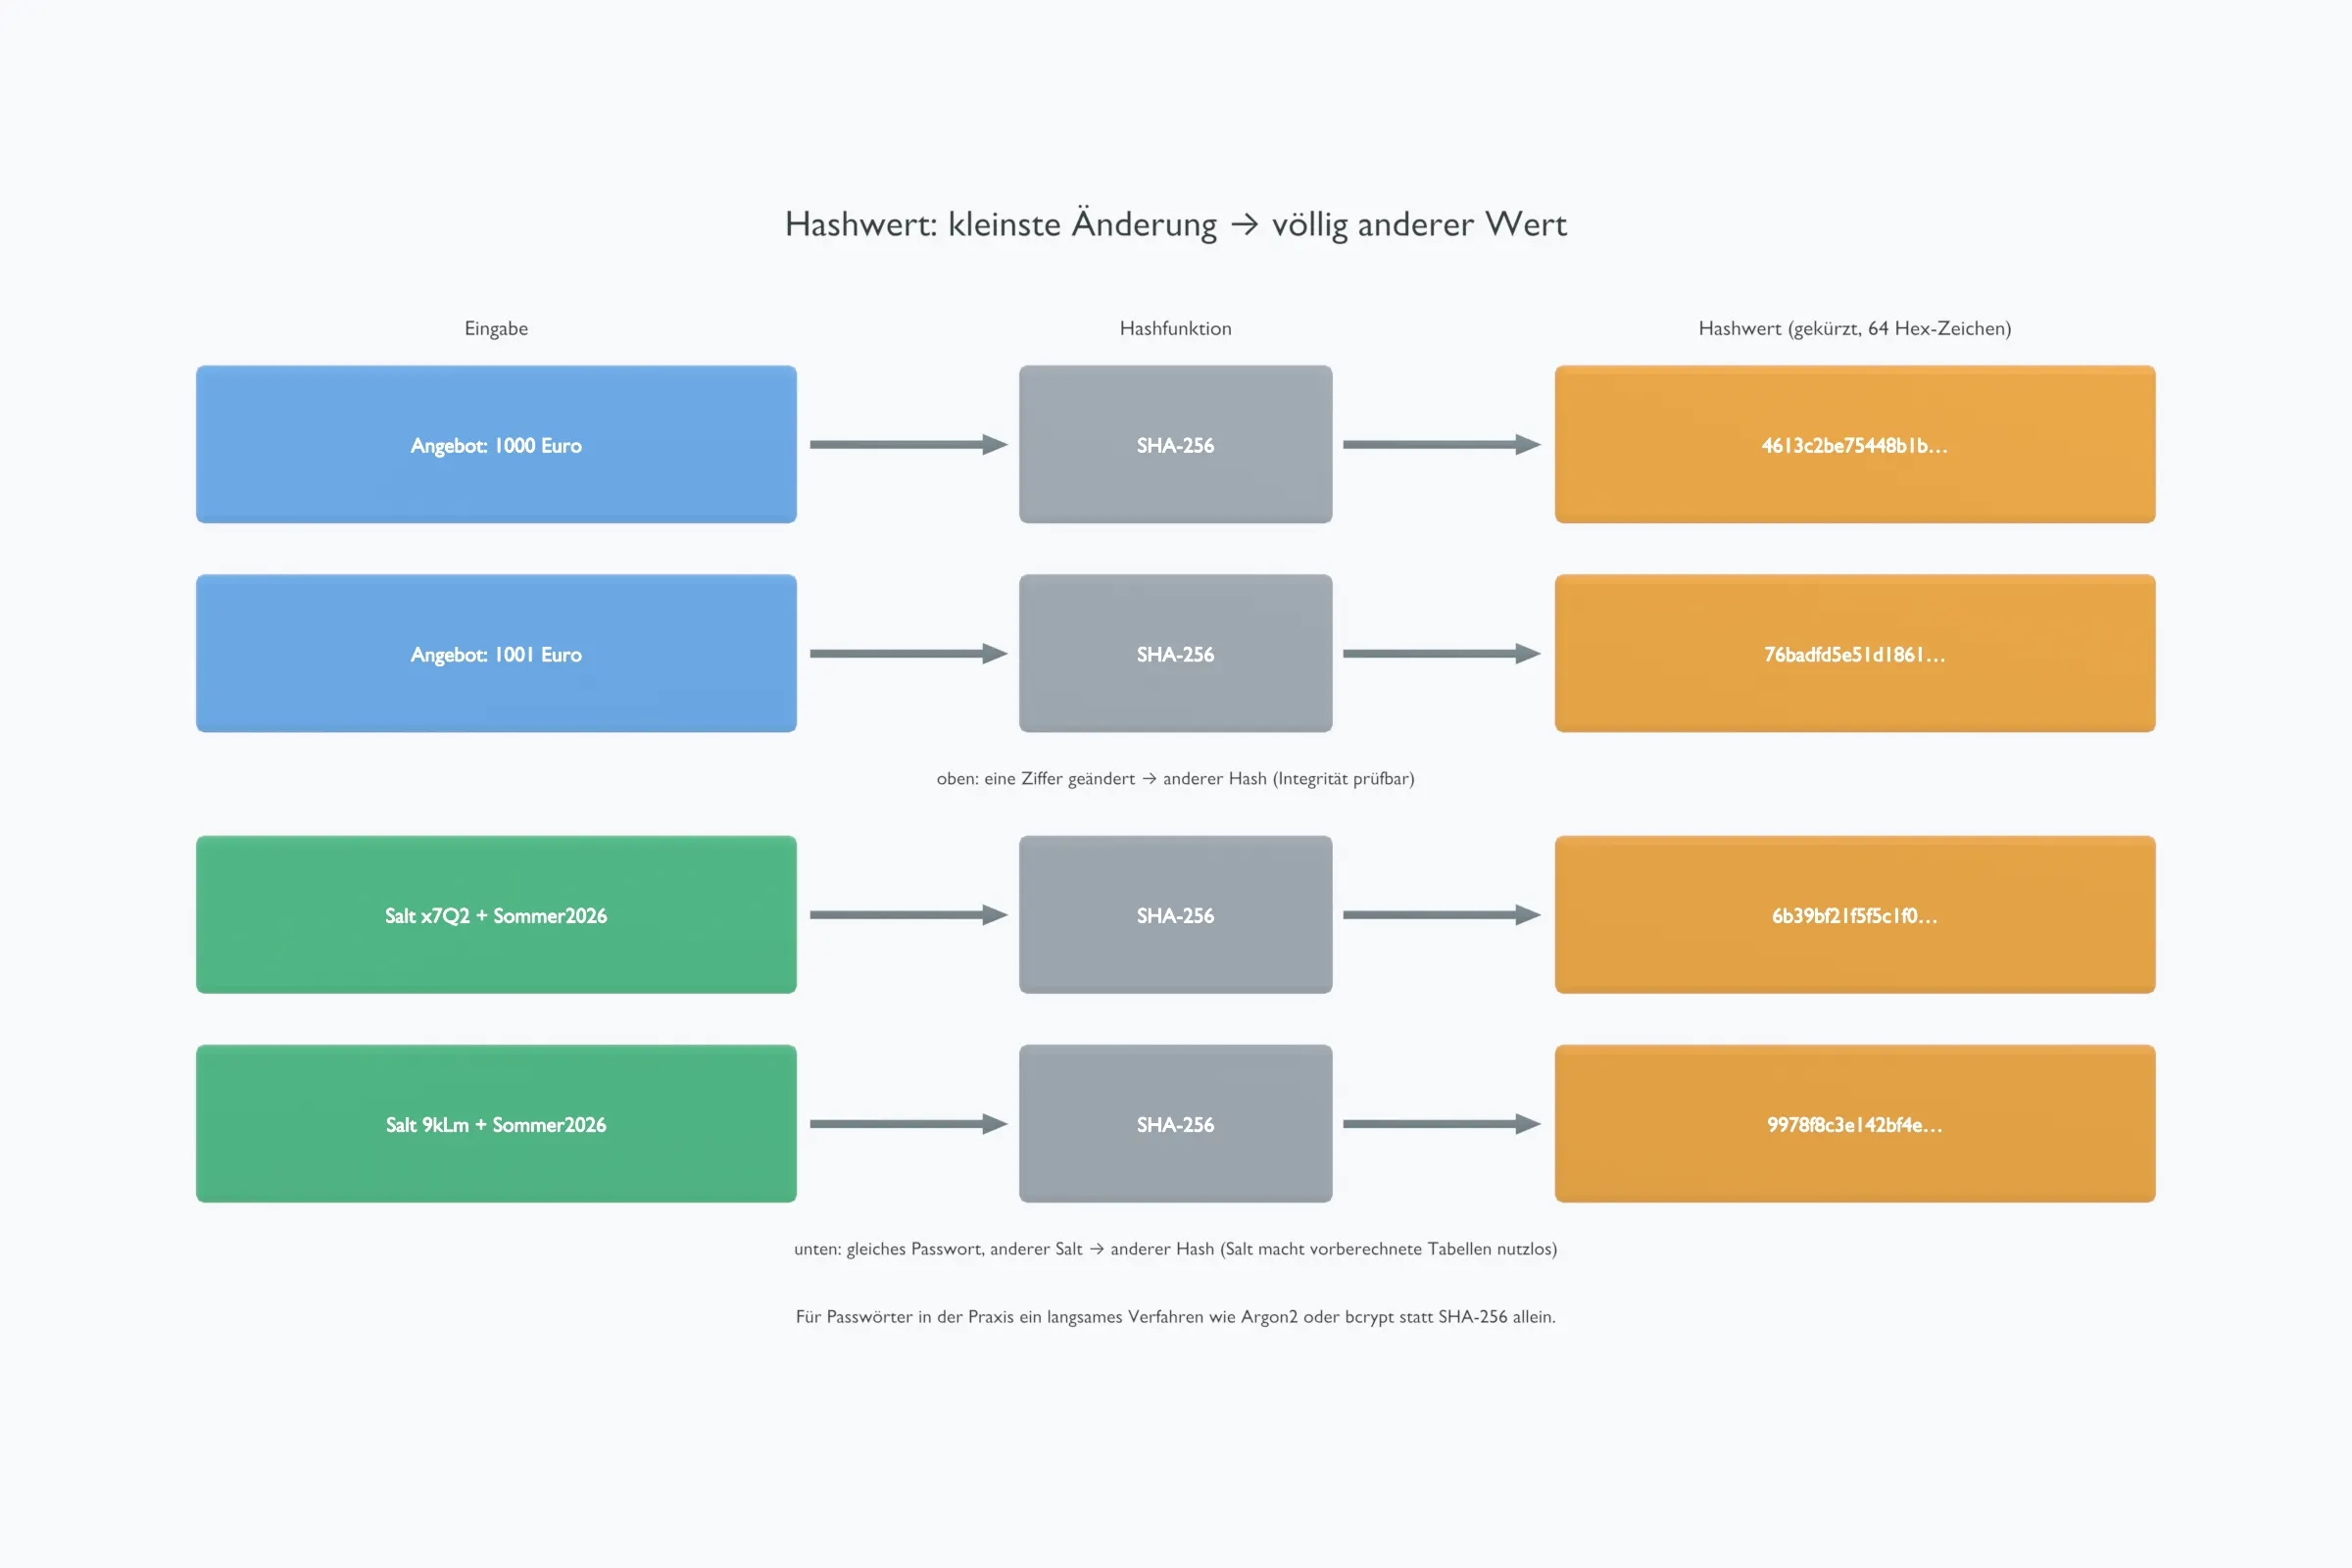 Hashwert: kleinste Änderung → völlig anderer Wert
Eingabe
Hashfunktion
Hashwert (gekürzt, 64 Hex-Zeichen)
Angebot: 1000 Euro
SHA-256
4613c2be75448b1b…
Angebot: 1001 Euro
SHA-256
76badfd5e51d1861…
oben: eine Ziffer geändert → anderer Hash (Integrität prüfbar)
Salt x7Q2 + Sommer2026
SHA-256
6b39bf21f5f5c1f0…
Salt 9kLm + Sommer2026
SHA-256
9978f8c3e142bf4e…
unten: gleiches Passwort, anderer Salt → anderer Hash (Salt macht vorberechnete Tabellen nutzlos)
Für Passwörter in der Praxis ein langsames Verfahren wie Argon2 oder bcrypt statt SHA-256 allein.